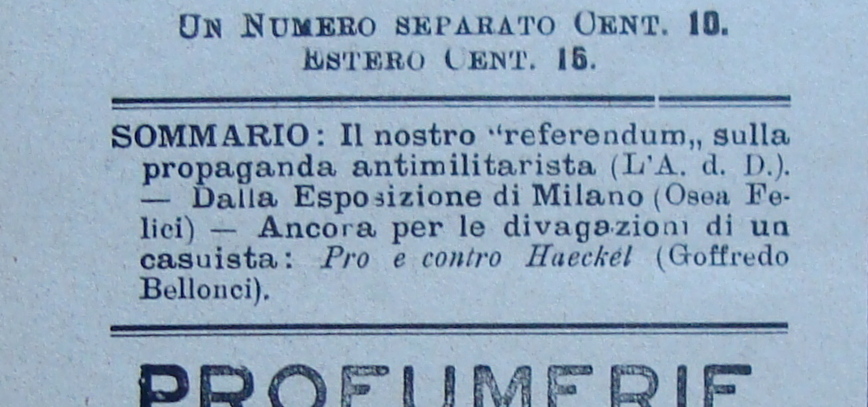 UN NUMERO SEPARATO CENT. 10.
ESTERO CENT. 15.
SOMMARIO: Il nostro “referendum„ sulla
propaganda antimilitarista (L'A. d. D.).
— Dalla Esposizione di Milano (Osea Fe-
lici) — Ancora per le divagazioni di un
casuista: Pro e contro Haeckel (Goffredo
Bellonci).
PROFUMERIE